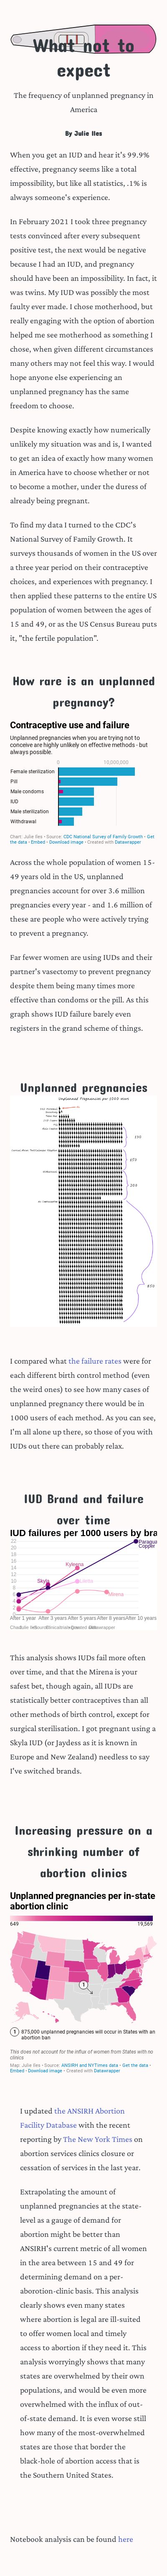 What not to
expect
The frequency of unplanned pregnancy in
America
By Julie Iles
When you get an IUD and hear it's 99.9%
effective, pregnancy seems like a total
impossibility, but like all statistics, .1% is
always someone's experience.
In February 2021 I took three pregnancy
tests convinced after every subsequent
positive test, the next would be negative
because I had an IUD, and pregnancy
should have been an impossibility. In fact, it
was twins. My IUD was possibly the most
faulty ever made. I chose motherhood, but
really engaging with the option of abortion
helped me see motherhood as something I
chose, when given different circumstances
many others may not feel this way. I would
hope anyone else experiencing an
unplanned pregnancy has the same
freedom to choose.
Despite knowing exactly how numerically
unlikely my situation was and is, I wanted
to get an idea of exactly how many women
in America have to choose whether or not
to become a mother, under the duress of
already being pregnant.
To find my data I turned to the CDC's
National Survey of Family Growth. It
surveys thousands of women in the US over
a three year period on their contraceptive
choices, and experiences with pregnancy. I
then applied these patterns to the entire US
population of women between the ages of
15 and 49, or as the US Census Bureau puts
it, "the fertile population".
How rare is an unplanned
pregnancy?
Contraceptive use and failure
Unplanned pregnancies when you are trying not to
conceive are highly unlikely on effective methods - but
always possible.
0 10,000,000
Female sterilization
Pill
Male condoms
IUD
Male sterilization
Withdrawal
Chart: Julie Iles • Source: CDC National Survey of Family Growth • Get
the data • Embed • Download image • Created with Datawrapper
Across the whole population of women 15-
49 years old in the US, unplanned
pregnancies account for over 3.6 million
pregnancies every year - and 1.6 million of
these are people who were actively trying
to prevent a pregnancy.
Far fewer women are using IUDs and their
partner's vasectomy to prevent pregnancy
despite them being many times more
effective than condoms or the pill. As this
graph shows IUD failure barely even
registers in the grand scheme of things.
Unplanned pregnancies
Unplanned Pregnancies per 1000 users
I compared what the failure rates were for
each different birth control method (even
the weird ones) to see how many cases of
unplanned pregnancy there would be in
1000 users of each method. As you can see,
I'm all alone up there, so those of you with
IUDs out there can probably relax.
IUD Brand and failure
over time
IUD failures per 1000 users by bra
22
20
18
16
14
12
10
8
6
4
2
Paragua
Copper
Kyleena
Skyla
Mirena
After 1 year After 3 years After 5 years After 8 years After 10 years
This analysis shows IUDs fail more often
over time, and that the Mirena is your
safest bet, though again, all IUDs are
statistically better contraceptives than all
other methods of birth control, except for
surgical sterilisation. I got pregnant using a
Skyla IUD (or Jaydess as it is known in
Europe and New Zealand) needless to say
I've switched brands.
Increasing pressure on a
shrinking number of
abortion clinics
Unplanned pregnancies per in-state
abortion clinic
649 19,569
1
1 875,000 unplanned pregnancies will occur in States with an
abortion ban
This does not account for the influx of women from States with no
clinics
Map: Julie Iles • Source: ANSIRH and NYTimes data • Get the data •
Embed • Download image • Created with Datawrapper
I updated the ANSIRH Abortion
Facility Database with the recent
reporting by The New York Times on
abortion services clinics closure or
cessation of services in the last year.
Extrapolating the amount of
unplanned pregnancies at the state-
level as a gauge of demand for
abortion might be better than
ANSIRH's current metric of all women
in the area between 15 and 49 for
determining demand on a per-
aborotion-clinic basis. This analysis
clearly shows even many states
where abortion is legal are ill-suited
to offer women local and timely
access to abortion if they need it. This
analysis worryingly shows that many
states are overwhelmed by their own
populations, and would be even more
overwhelmed with the influx of out-
of-state demand. It is even worse still
how many of the most-overwhelmed
states are those that border the
black-hole of abortion access that is
the Southern United States.
Notebook analysis can be found here